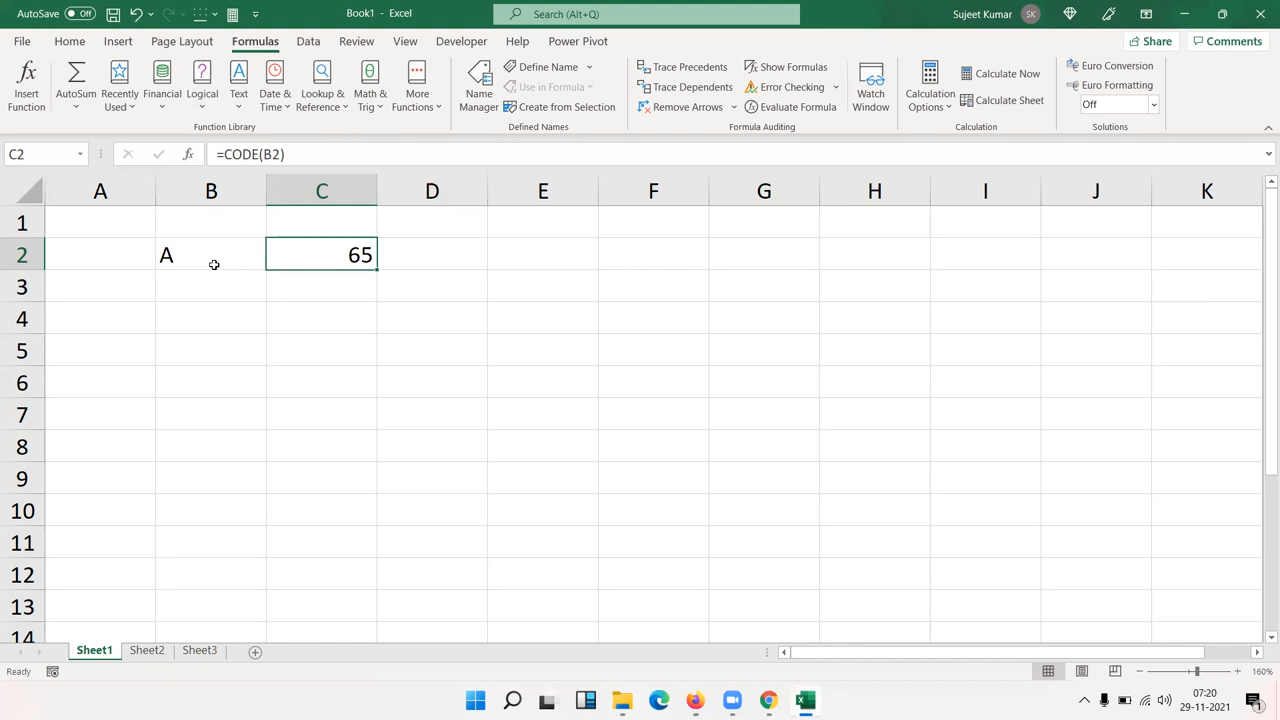 AutoSave Off Book1 - Excel Search (Alt+Q) Sujeet Kumar SK
File Home Insert Page Layout Formulas Data Review View Developer Help Power Pivot Share Comments
Insert Function
AutoSum
Recently Used
Financial
Logical
Text
Date & Time
Lookup & Reference
Math & Trig
More Functions
Function Library
Name Manager
Define Name
Use in Formula
Create from Selection
Defined Names
Trace Precedents
Trace Dependents
Remove Arrows
Show Formulas
Error Checking
Evaluate Formula
Formula Auditing
Watch Window
Calculation Options
Calculate Now
Calculate Sheet
Calculation
Euro Conversion
Euro Formatting
Off
Solutions
C2 fx =CODE(B2)
A B C D E F G H I J K
1
2 A 65
3
4
5
6
7
8
9
10
11
12
13
14
Sheet1 Sheet2 Sheet3
Ready 160%
07:20
29-11-2021
1